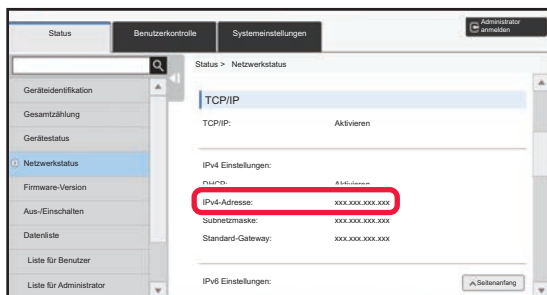 Status
Benutzerkontrolle
Systemeinstellungen
Administrator
anmelden
Status > Netzwerkstatus
Geräteidentifikation
Gesamtzählung
Gerätestatus
Netzwerkstatus
Firmware-Version
Aus-/Einschalten
Datenliste
Liste für Benutzer
Liste für Administrator
TCP/IP
TCP/IP: Aktivieren
IPv4 Einstellungen:
DHCP: Aktivieren
IPv4-Adresse: xxx.xxx.xxx.xxx
Subnetzmaske: xxx.xxx.xxx.xxx
Standard-Gateway: xxx.xxx.xxx.xxx
IPv6 Einstellungen:
Seitenanfang